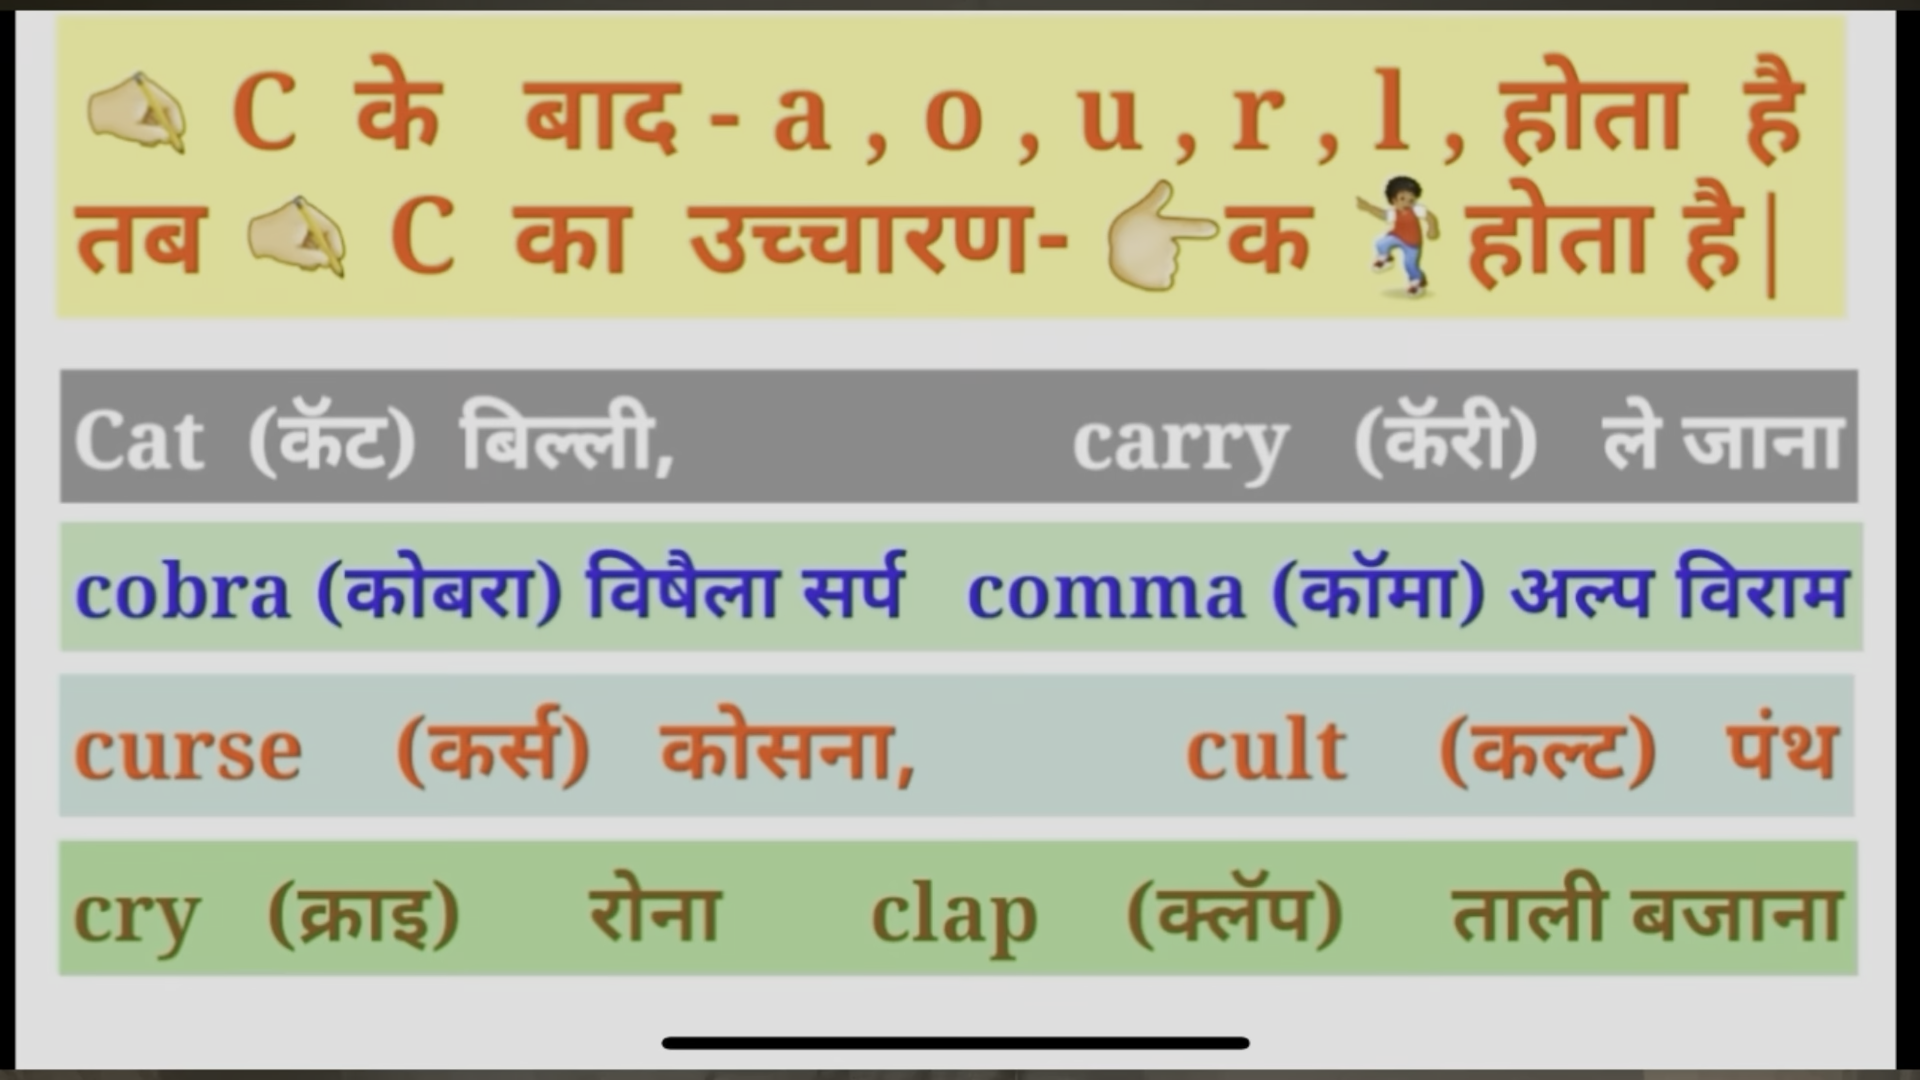 C के बाद - a , o , u , r , l , होता है
तब C का उच्चारण- क होता है|
Cat (कॅट) बिल्ली, carry (कॅरी) ले जाना
cobra (कोबरा) विषैला सर्प comma (कॉमा) अल्प विराम
curse (कर्स) कोसना, cult (कल्ट) पंथ
cry (क्राइ) रोना clap (क्लॅप) ताली बजाना